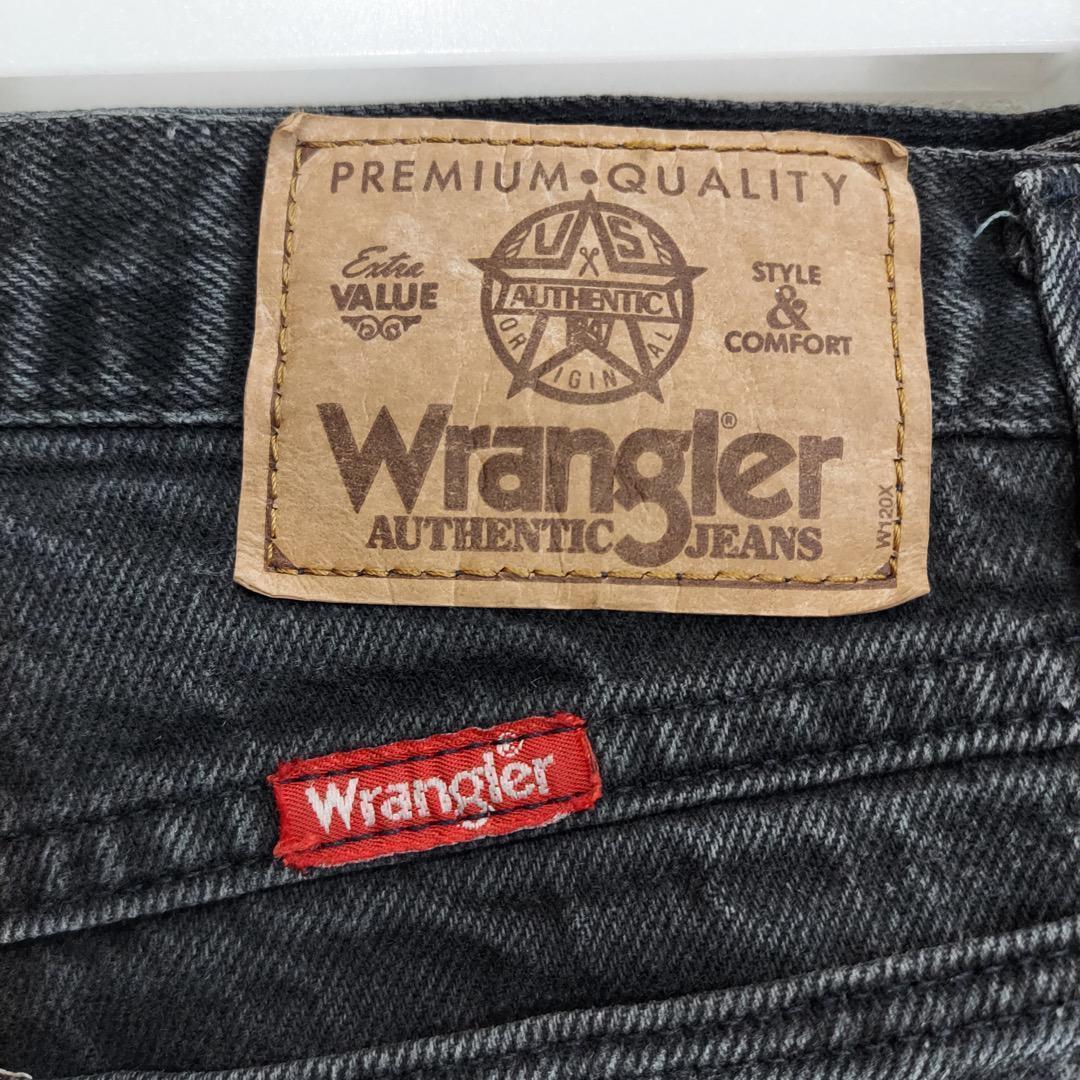 PREMIUM•QUALITY
Extra
VALUE
U S
AUTHENTIC
ORIGINAL
STYLE
&
COMFORT
Wrangler®
AUTHENTIC JEANS
W120X
Wrangler®